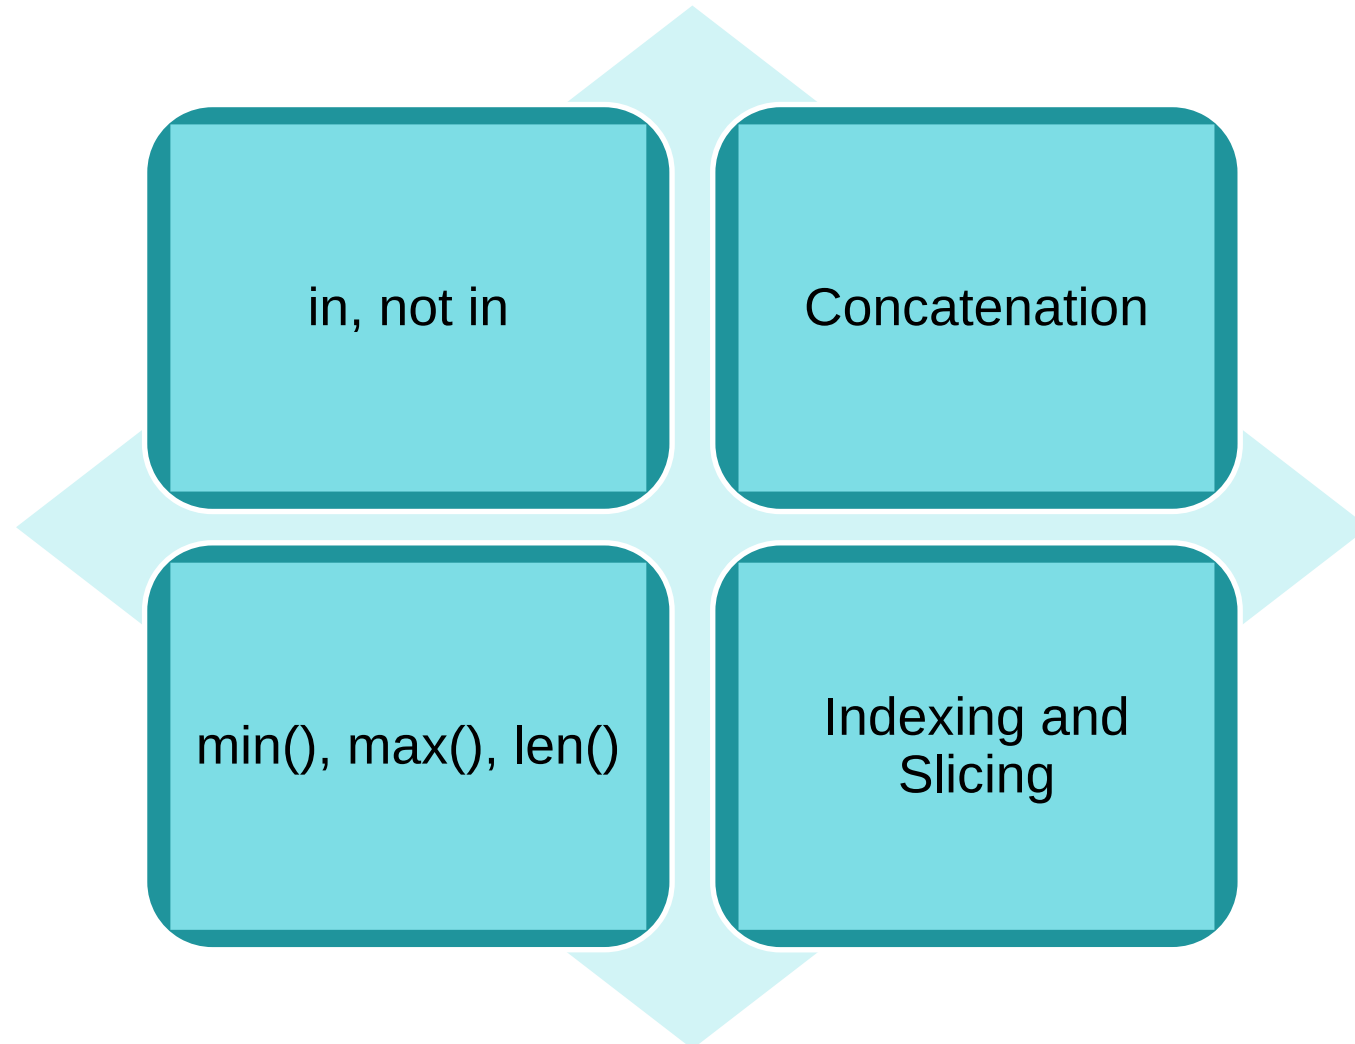 in, not in
Concatenation
min(), max(), len()
Indexing and
Slicing